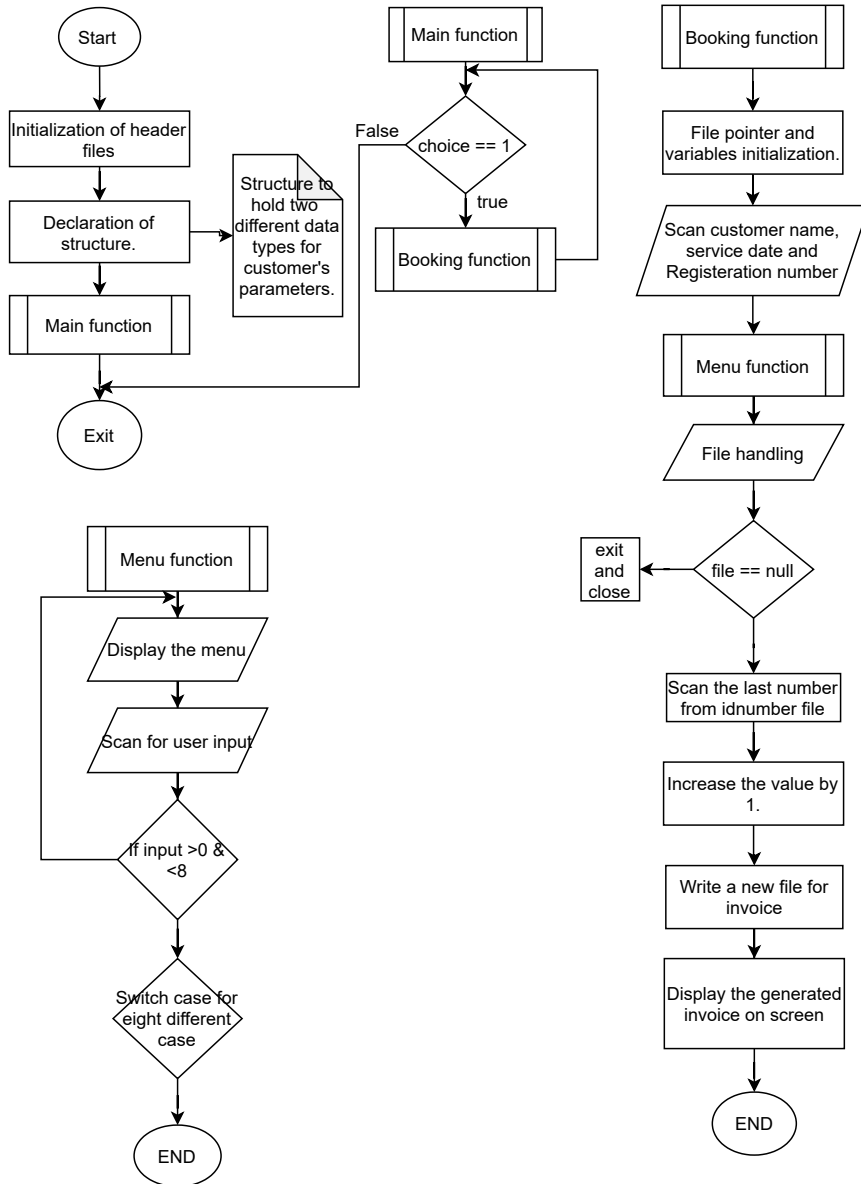 Start
Initialization of header
files
Declaration of
structure.
Structure to
hold two
different data
types for
customer's
parameters.
Main function
Exit
Main function
False
choice == 1
true
Booking function
Booking function
File pointer and
variables initialization.
Scan customer name,
service date and
Registeration number
Menu function
File handling
file == null
exit
and
close
Scan the last number
from idnumber file
Increase the value by
1.
Write a new file for
invoice
Display the generated
invoice on screen
END
Menu function
Display the menu
Scan for user input
If input >0 &
<8
Switch case for
eight different
case
END